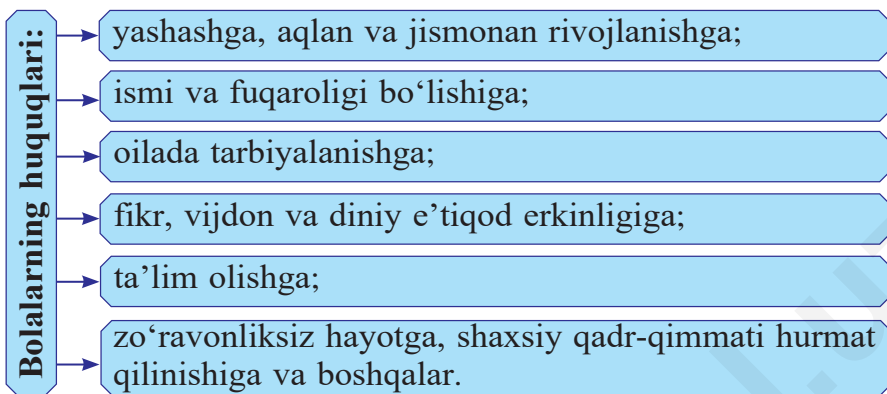 Bolalarning huquqlari:
yashashga, aqlan va jismonan rivojlanishga;
ismi va fuqaroligi bo‘lishiga;
oilada tarbiyalanishga;
fikr, vijdon va diniy e’tiqod erkinligiga;
ta’lim olishga;
zo‘ravonliksiz hayotga, shaxsiy qadr-qimmati hurmat
qilinishiga va boshqalar.